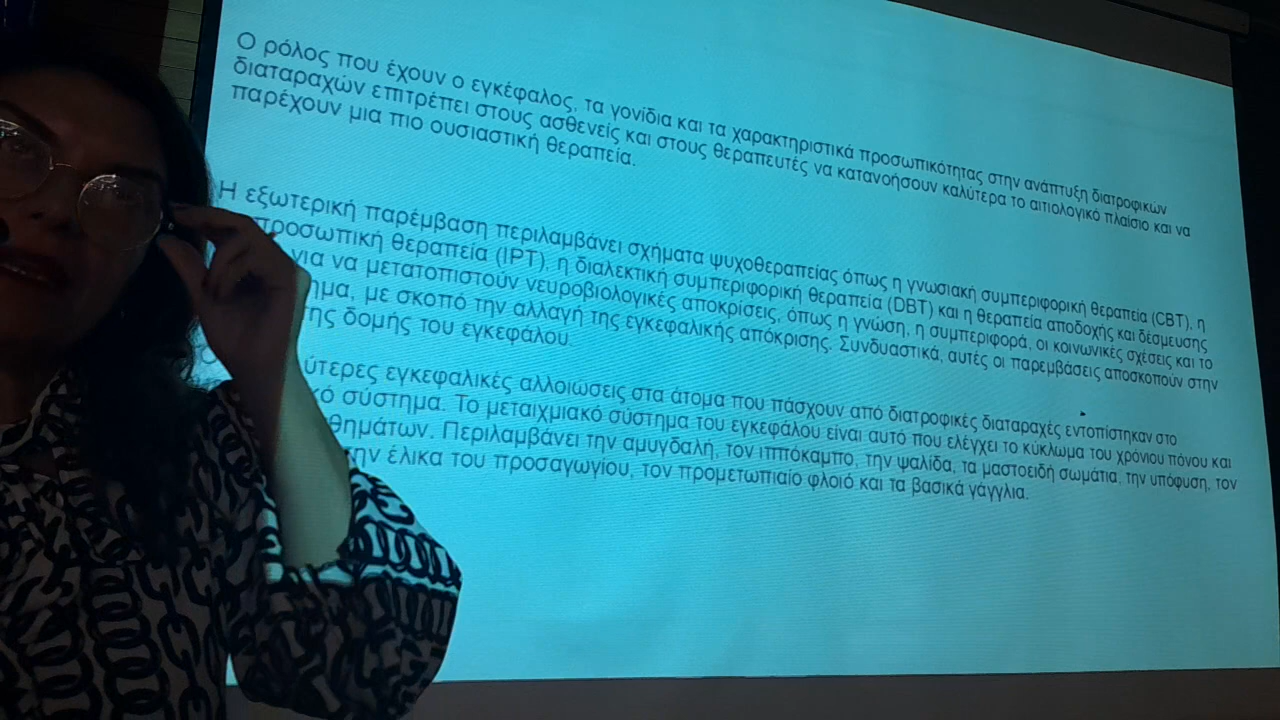 Ο ρόλος που έχουν ο εγκέφαλος, τα γονίδια και τα χαρακτηριστικά προσωπικότητας στην ανάπτυξη διατροφικών
διαταραχών επιτρέπει στους ασθενείς και στους θεραπευτές να κατανοήσουν καλύτερα το αιτιολογικό πλαίσιο και να
παρέχουν μια πιο ουσιαστική θεραπεία.
Η εξωτερική παρέμβαση περιλαμβάνει σχήματα ψυχοθεραπείας όπως η γνωσιακή συμπεριφορική θεραπεία (CBT), η
προσωπική θεραπεία (IPT), η διαλεκτική συμπεριφορική θεραπεία (DBT) και η θεραπεία αποδοχής και δέσμευσης
για να μετατοπιστούν νευροβιολογικές αποκρίσεις, όπως η γνώση, η συμπεριφορά, οι κοινωνικές σχέσεις και το
με σκοπό την αλλαγή της εγκεφαλικής απόκρισης. Συνδυαστικά, αυτές οι παρεμβάσεις αποσκοπούν στην
της δομής του εγκεφάλου.
εγκεφαλικές αλλοιώσεις στα άτομα που πάσχουν από διατροφικές διαταραχές εντοπίστηκαν στο
σύστημα. Το μεταιχμιακό σύστημα του εγκεφάλου είναι αυτό που ελέγχει το κύκλωμα του χρόνιου πόνου και
Περιλαμβάνει την αμυγδαλή, τον ιππόκαμπο, την ψαλίδα, τα μαστοειδή σωμάτια, την υπόφυση, τον
έλικα του προσαγωγίου, τον προμετωπιαίο φλοιό και τα βασικά γάγγλια.